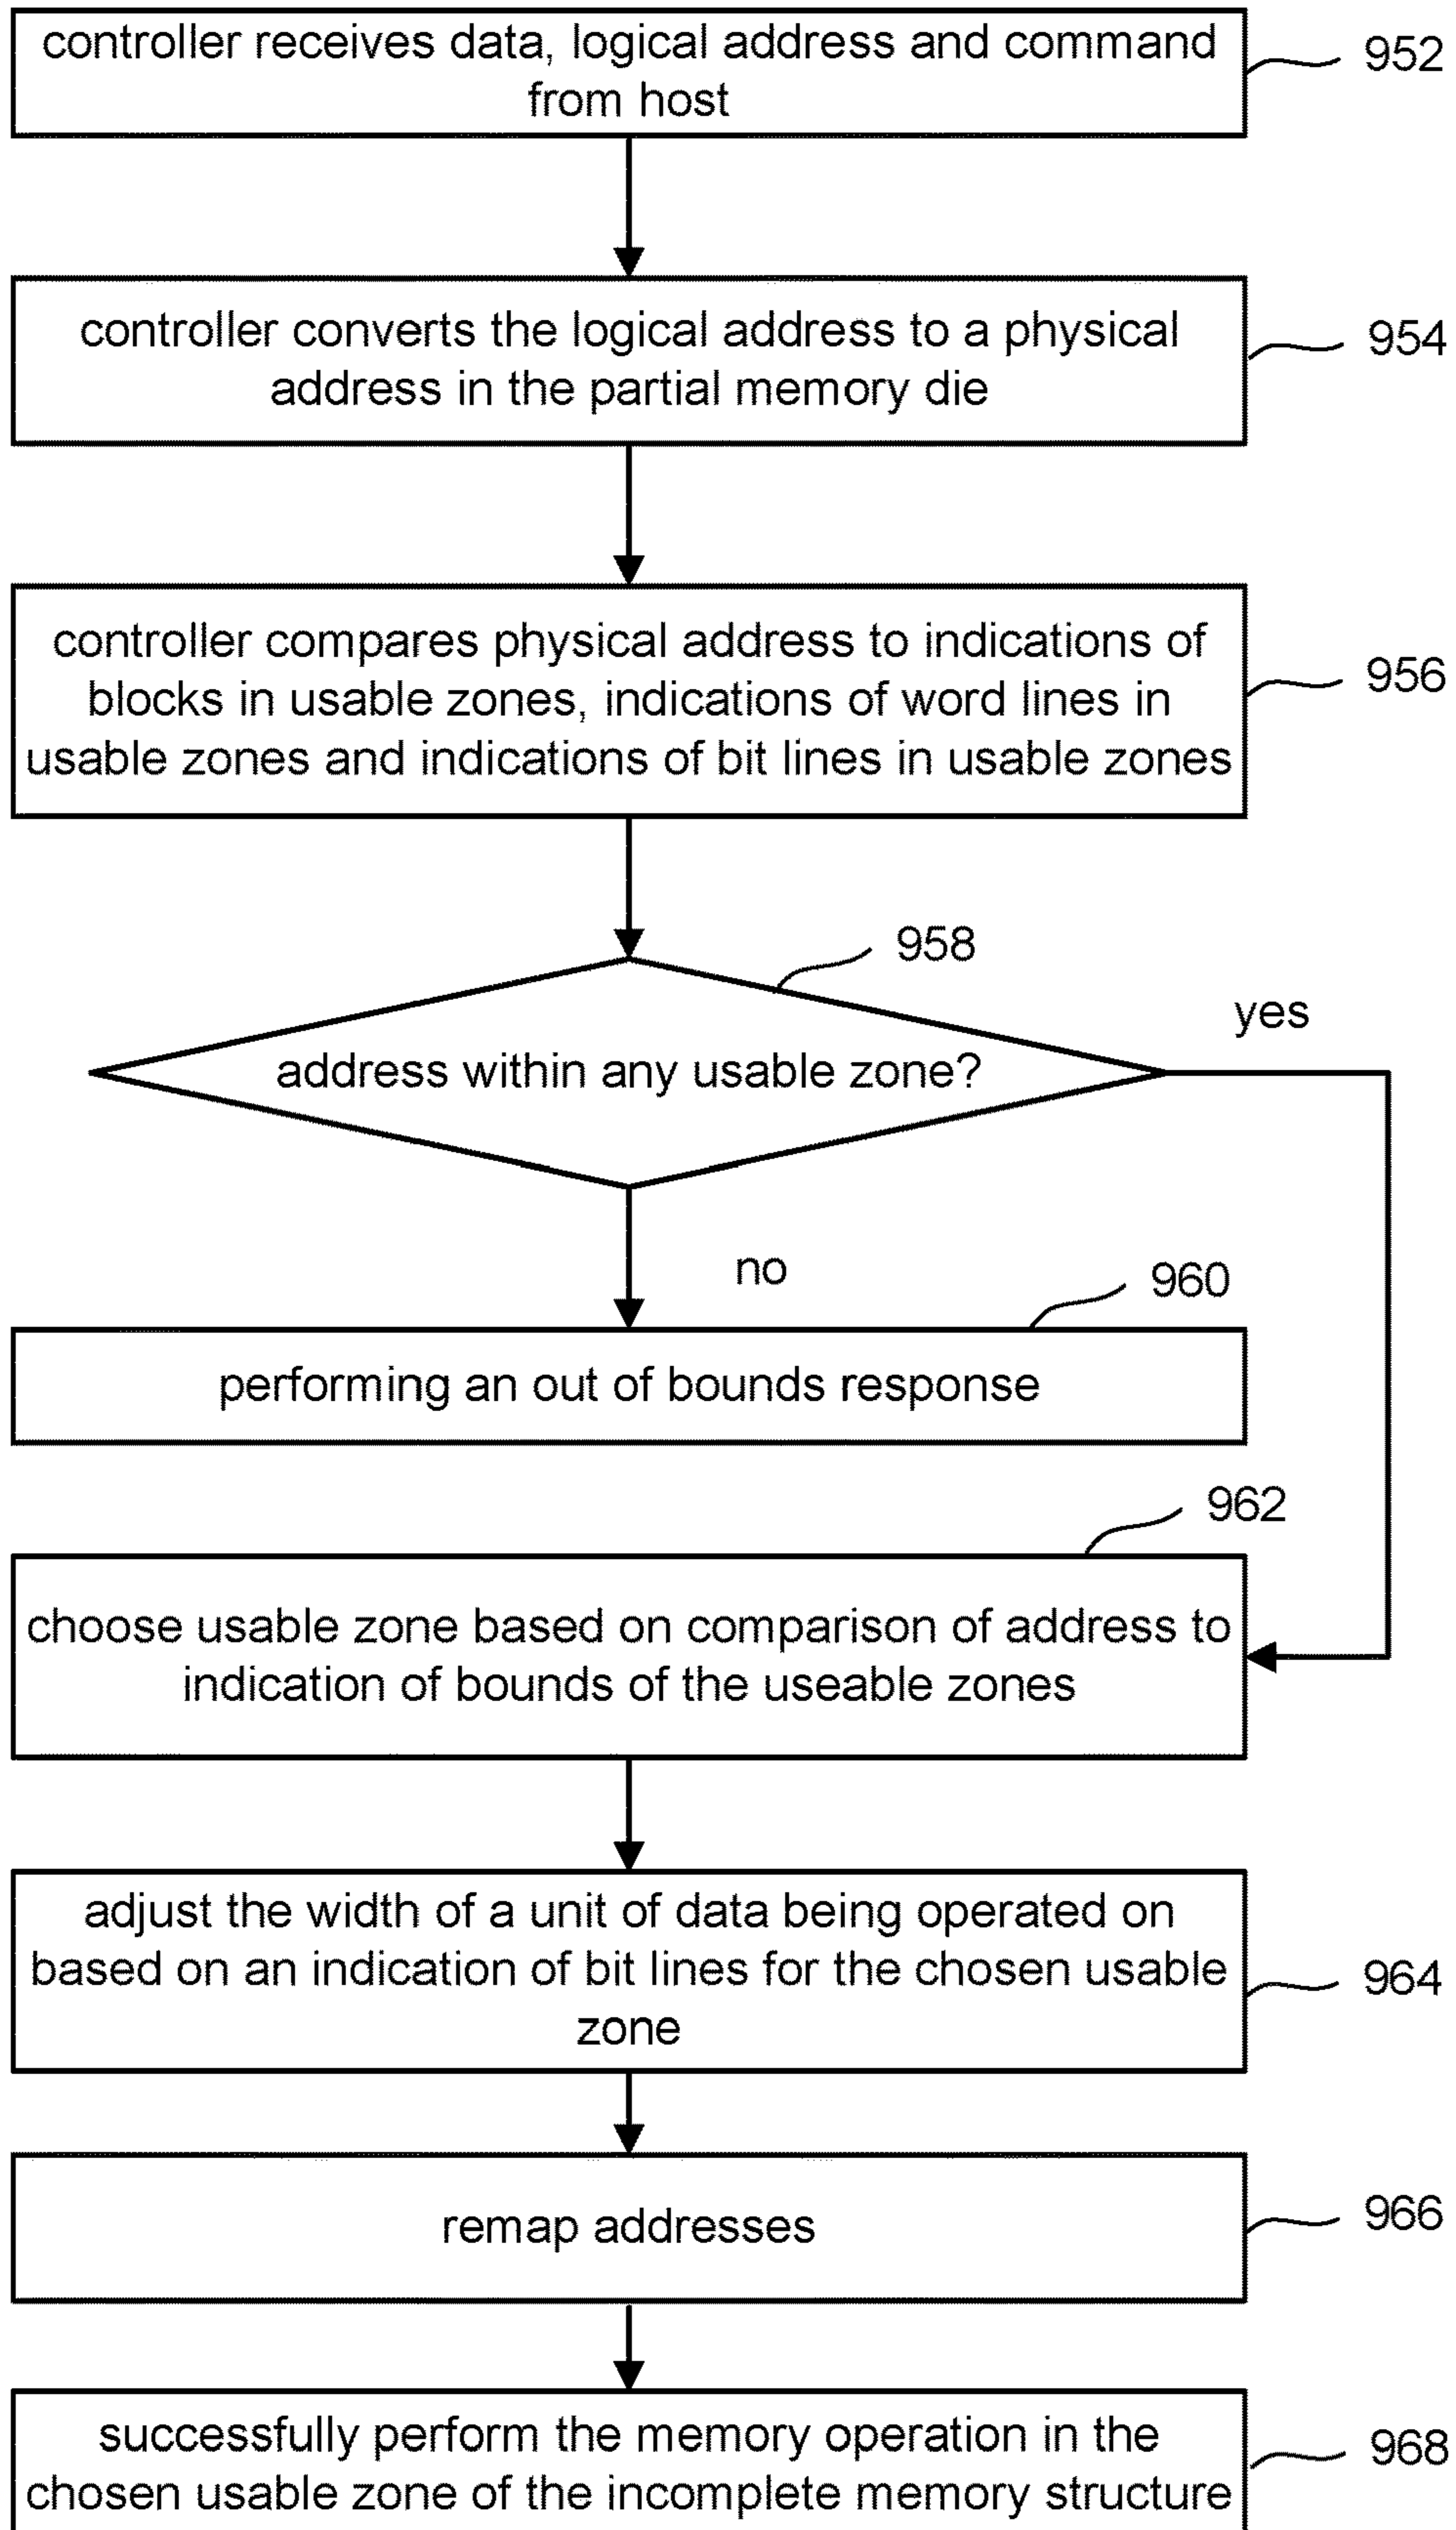 controller receives data, logical address and command
from host
952
controller converts the logical address to a physical
address in the partial memory die
954
controller compares physical address to indications of
blocks in usable zones, indications of word lines in
usable zones and indications of bit lines in usable zones
956
958
address within any usable zone?
yes
no
960
performing an out of bounds response
962
choose usable zone based on comparison of address to
indication of bounds of the useable zones
adjust the width of a unit of data being operated on
based on an indication of bit lines for the chosen usable
zone
964
remap addresses
966
successfully perform the memory operation in the
chosen usable zone of the incomplete memory structure
968